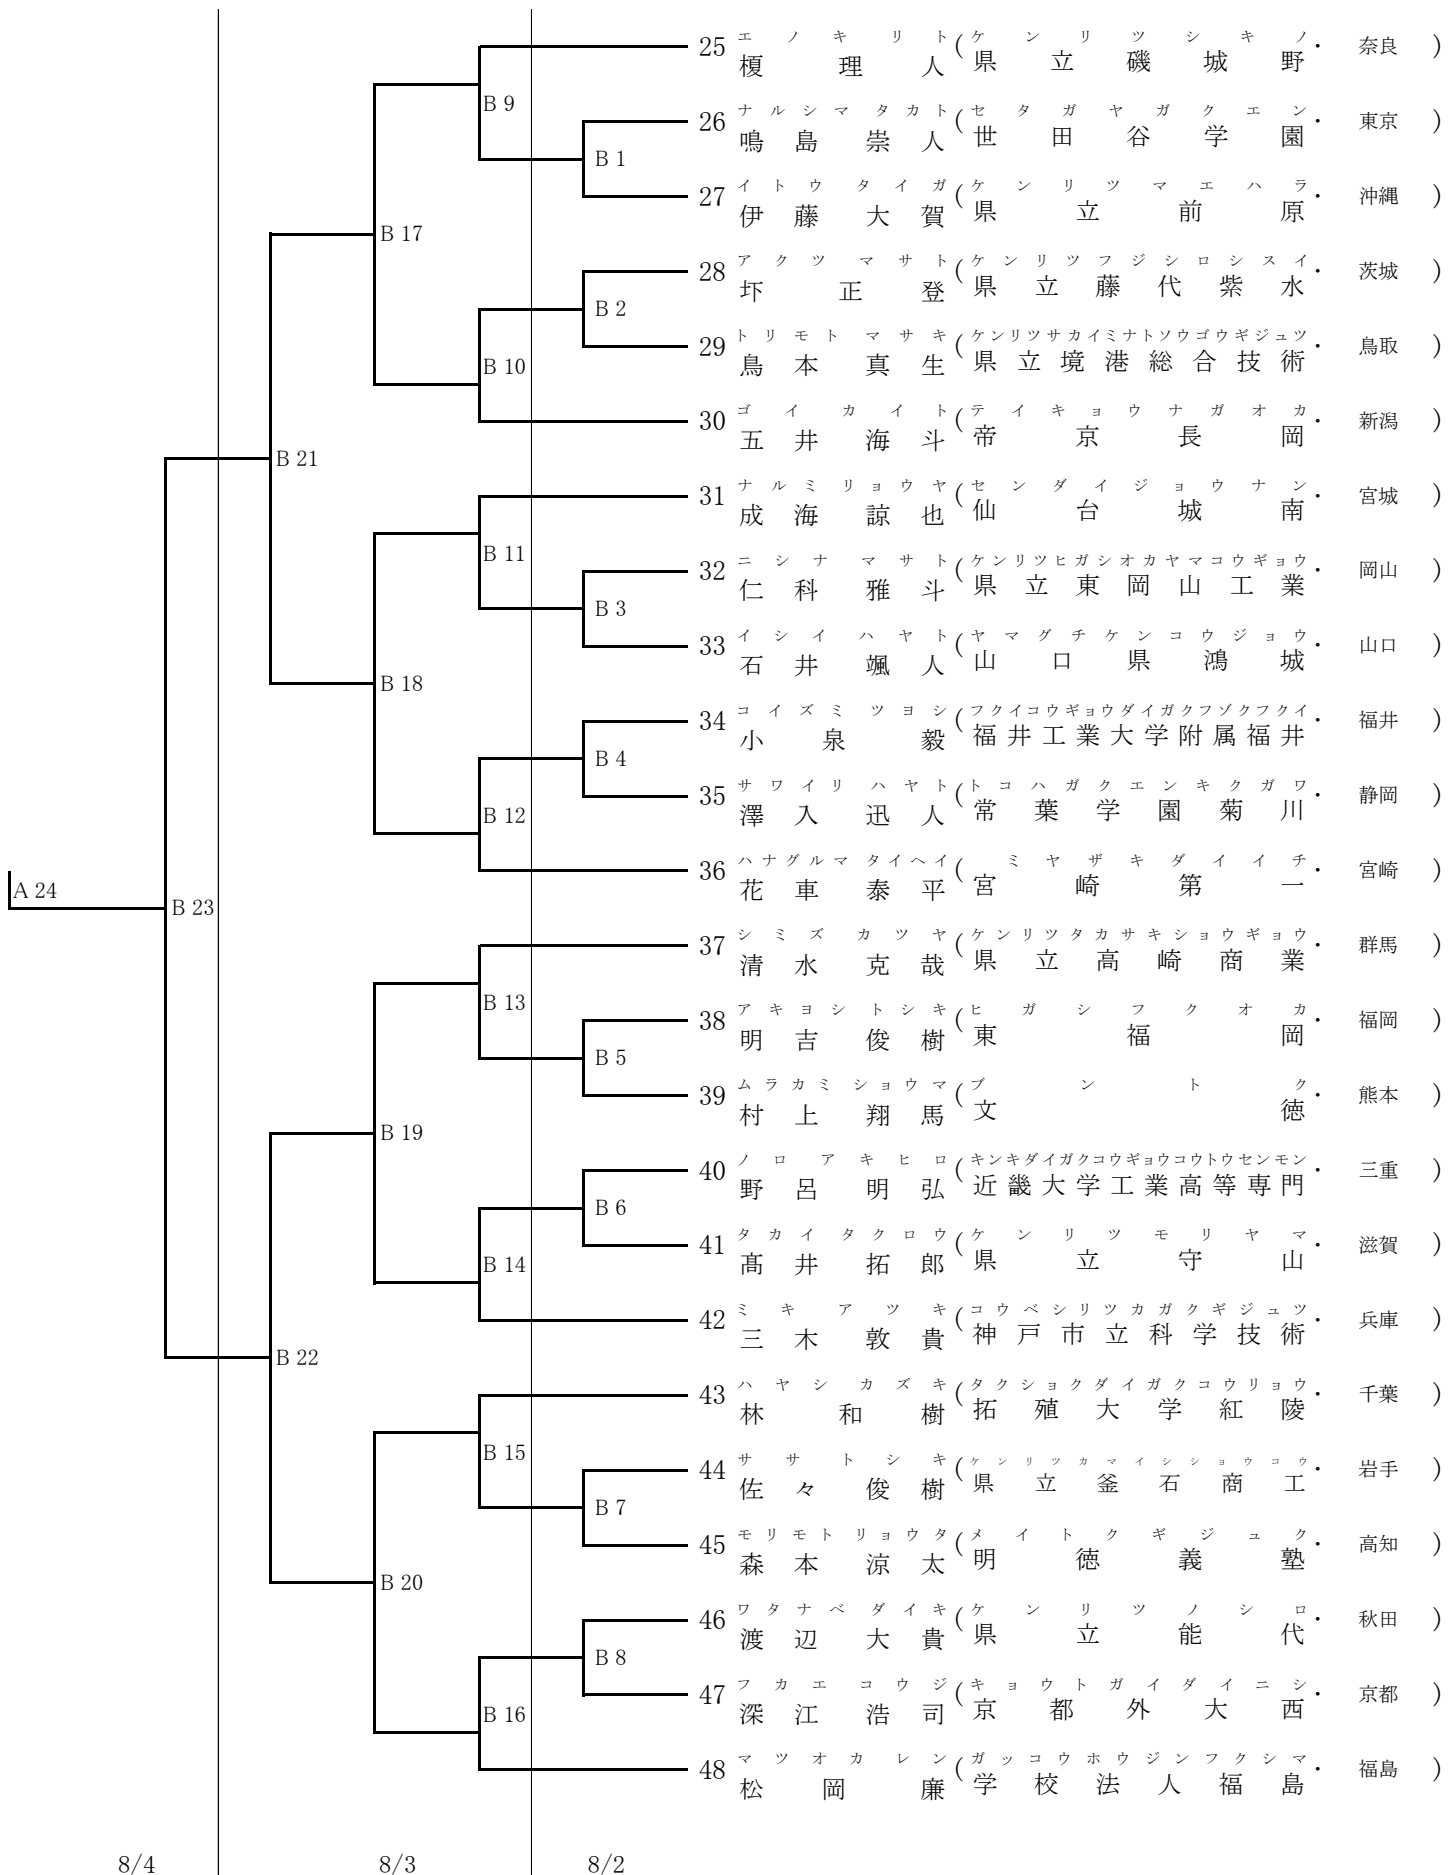 25 エノキ リト (ケンリツシキノ
榎 理人 (県立磯城野・奈良)
B 9
26 ナルシマ タカト (セタガヤガクエン
鳴島 崇人 (世田谷学園・東京)
B 1
27 イトウ タイガ (ケンリツマエハラ
伊藤 大賀 (県立前原・沖縄)
B 17
28 アクツ マサト (ケンリツフジシロシスイ
圷 正登 (県立藤代紫水・茨城)
B 2
29 トリモト マサキ (ケンリツサカイミナトソウゴウギジュツ
鳥本 真生 (県立境港総合技術・鳥取)
B 10
30 ゴイ カイト (テイキョウナガオカ
五井 海斗 (帝京長岡・新潟)
B 21
31 ナルミ リョウヤ (センダイジョウナン
成海 諒也 (仙台城南・宮城)
B 11
32 ニシナ マサト (ケンリツヒガシオカヤマコウギョウ
仁科 雅斗 (県立東岡山工業・岡山)
B 3
33 イシイ ハヤト (ヤマグチケンコウジョウ
石井 颯人 (山口県鴻城・山口)
B 18
34 コイズミ ツヨシ (フクイコウギョウダイガクフゾクフクイ
小泉 毅 (福井工業大学附属福井・福井)
B 4
35 サワイリ ハヤト (トコハガクエンキクガワ
澤入 迅人 (常葉学園菊川・静岡)
B 12
36 ハナグルマ タイヘイ (ミヤザキダイイチ
花車 泰平 (宮崎第一・宮崎)
A 24
B 23
37 シミズ カツヤ (ケンリツタカサキショウギョウ
清水 克哉 (県立高崎商業・群馬)
B 13
38 アキヨシ トシキ (ヒガシフクオカ
明吉 俊樹 (東福岡・福岡)
B 5
39 ムラカミ ショウマ (ブントク
村上 翔馬 (文徳・熊本)
B 19
40 ノロ アキヒロ (キンキダイガクコウギョウコウトウセンモン
野呂 明弘 (近畿大学工業高等専門・三重)
B 6
41 タカイ タクロウ (ケンリツモリヤマ
髙井 拓郎 (県立守山・滋賀)
B 14
42 ミキ アツキ (コウベシリツカガクギジュツ
三木 敦貴 (神戸市立科学技術・兵庫)
B 22
43 ハヤシ カズキ (タクショクダイガクコウリョウ
林 和樹 (拓殖大学紅陵・千葉)
B 15
44 ササ トシキ (ケンリツカマイシショウコウ
佐々 俊樹 (県立釜石商工・岩手)
B 7
45 モリモト リョウタ (メイトクギジュク
森本 涼太 (明徳義塾・高知)
B 20
46 ワタナベ ダイキ (ケンリツノシロ
渡辺 大貴 (県立能代・秋田)
B 8
47 フカエ コウジ (キョウトガイダイニシ
深江 浩司 (京都外大西・京都)
B 16
48 マツオカ レン (ガッコウホウジンフクシマ
松岡 廉 (学校法人福島・福島)
8/4 8/3 8/2